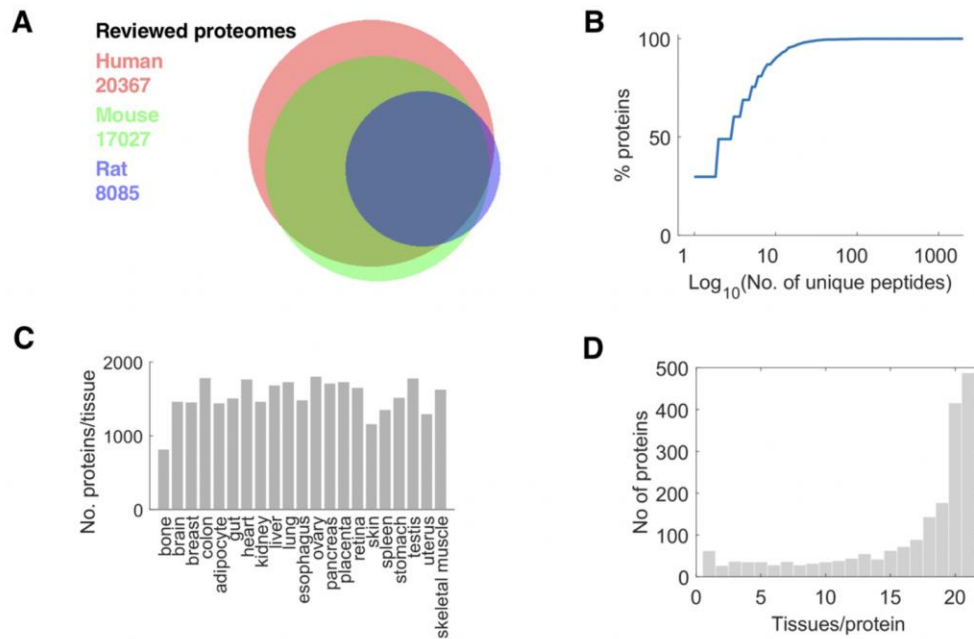 A
Reviewed proteomes
Human
20367
Mouse
17027
Rat
8085
B
100
50
0
% proteins
1
10
100
1000
Log10(No. of unique peptides)
C
2000
1000
0
No. proteins/tissue
bone
brain
breast
colon
adipocyte
gut
heart
kidney
liver
lung
esophagus
ovary
pancreas
placenta
retina
skin
spleen
stomach
testis
uterus
skeletal muscle
D
500
400
300
200
100
0
No of proteins
0
5
10
15
20
Tissues/protein